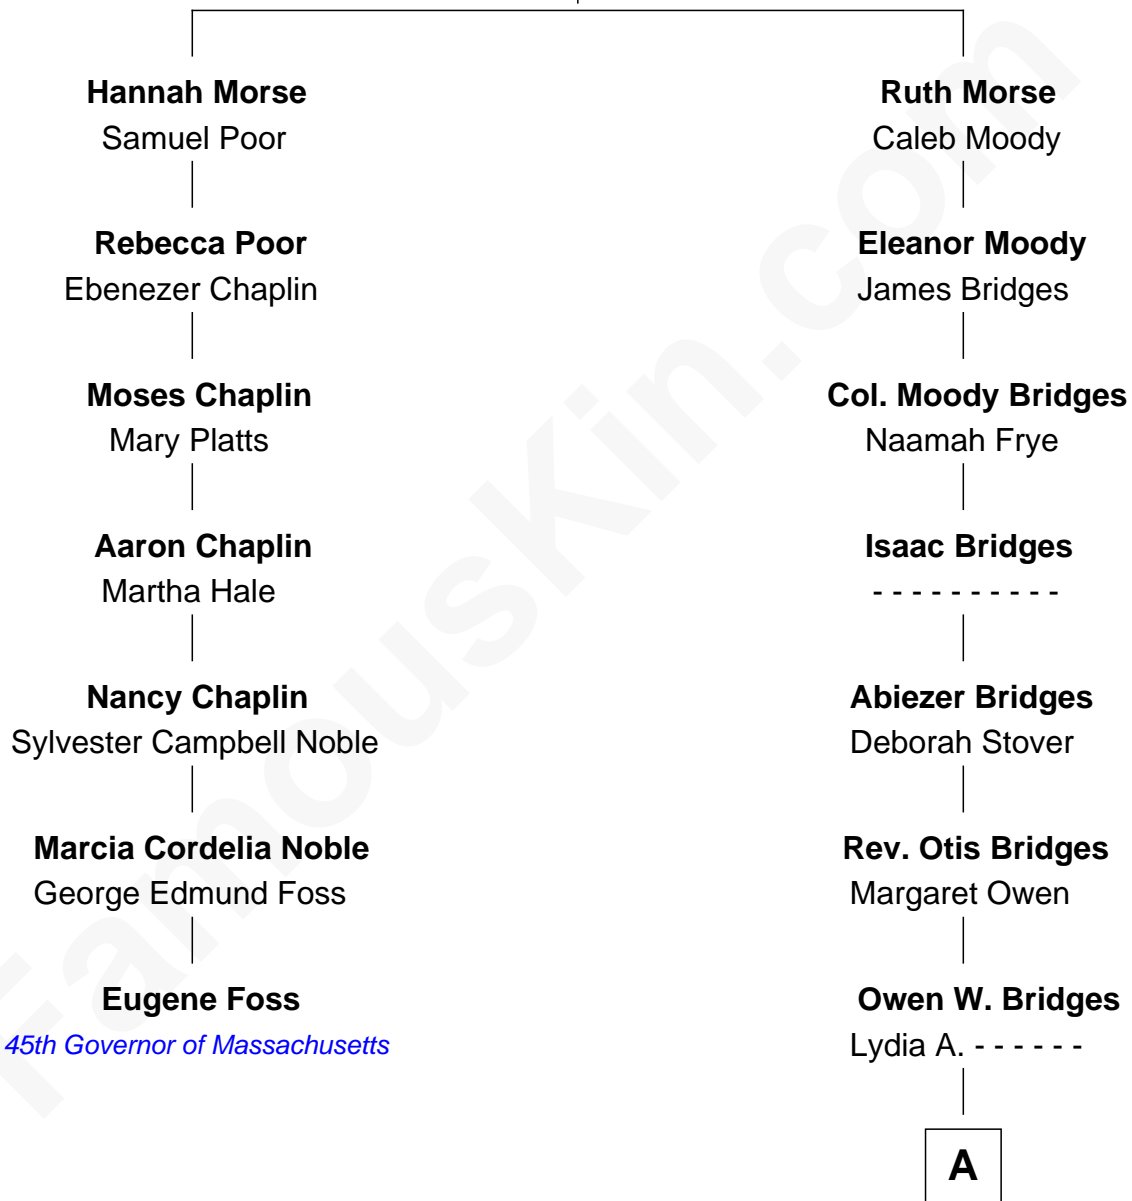 Hannah Morse
Samuel Poor
Ruth Morse
Caleb Moody
Rebecca Poor
Ebenezer Chaplin
Eleanor Moody
James Bridges
Moses Chaplin
Mary Platts
Col. Moody Bridges
Naamah Frye
Aaron Chaplin
Martha Hale
Isaac Bridges
- - - - - - - - - -
Nancy Chaplin
Sylvester Campbell Noble
Abiezer Bridges
Deborah Stover
Marcia Cordelia Noble
George Edmund Foss
Rev. Otis Bridges
Margaret Owen
Eugene Foss
45th Governor of Massachusetts
Owen W. Bridges
Lydia A. - - - - - -
A
FamousKin.com